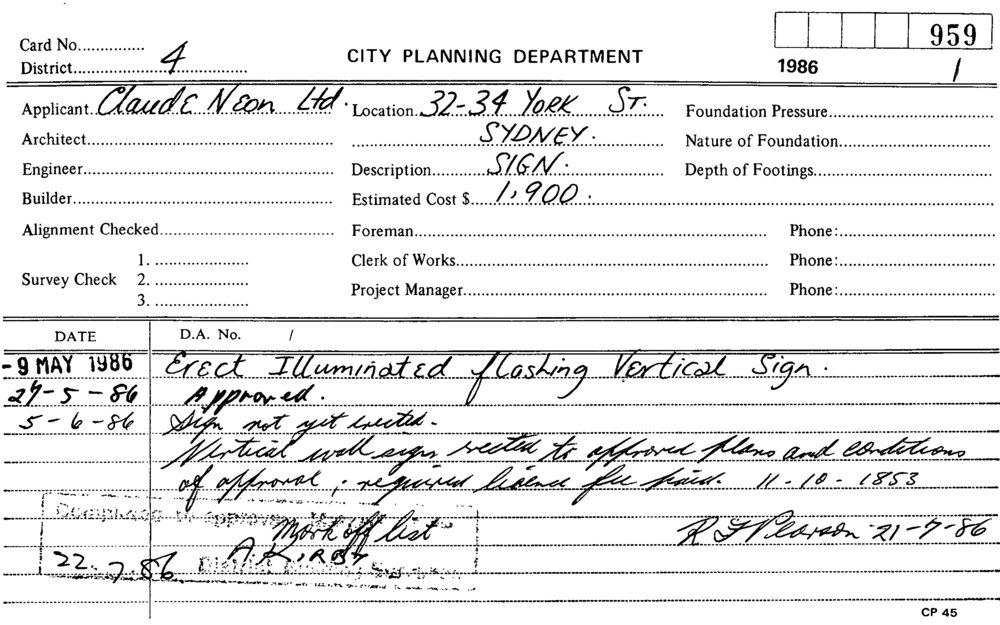 Card No............... 959
District.............4............. CITY PLANNING DEPARTMENT 1986 /
Applicant. Claude Neon Ltd. Location. 32-34 York St. Foundation Pressure
Architect SYDNEY. Nature of Foundation
Engineer Description SIGN. Depth of Footings
Builder Estimated Cost $ 1,900.
Alignment Checked Foreman Phone:
1. Clerk of Works Phone:
Survey Check 2.
3. Project Manager Phone:
DATE D.A. No. /
-9 MAY 1986 Erect Illuminated flashing Vertical Sign.
27-5-86 Approved.
5-6-86 Sign not yet erected.
Vertical wall sign erected to approved plans and conditions
of approval; required licence fee paid. 11-10-1853
Mark off list R F Pearson 21-7-86
22.7.86 A. Kirby
CP 45